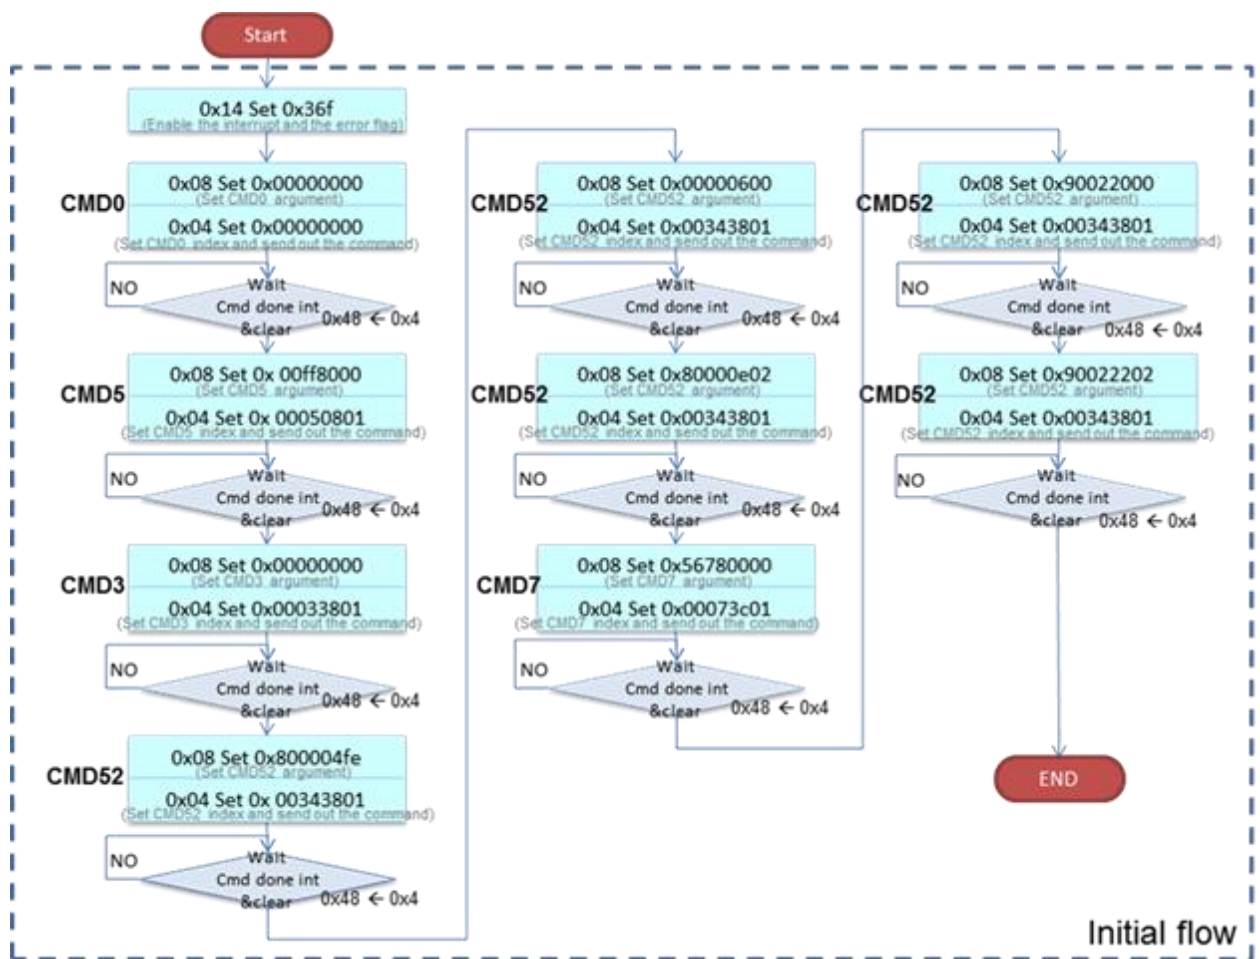 Start
0x14 Set 0x36f
(Enable the interrupt and the error flag)
CMD0
0x08 Set 0x00000000
(Set CMD0 argument)
0x04 Set 0x00000000
(Set CMD0 index and send out the command)
NO
Wait
Cmd done int
&clear
0x48 ← 0x4
CMD5
0x08 Set 0x 00ff8000
(Set CMD5 argument)
0x04 Set 0x 00050801
(Set CMD5 index and send out the command)
NO
Wait
Cmd done int
&clear
0x48 ← 0x4
CMD3
0x08 Set 0x00000000
(Set CMD3 argument)
0x04 Set 0x00033801
(Set CMD3 index and send out the command)
NO
Wait
Cmd done int
&clear
0x48 ← 0x4
CMD52
0x08 Set 0x800004fe
(Set CMD52 argument)
0x04 Set 0x 00343801
(Set CMD52 index and send out the command)
NO
Wait
Cmd done int
&clear
0x48 ← 0x4
CMD52
0x08 Set 0x00000600
(Set CMD52 argument)
0x04 Set 0x00343801
(Set CMD52 index and send out the command)
NO
Wait
Cmd done int
&clear
0x48 ← 0x4
CMD52
0x08 Set 0x80000e02
(Set CMD52 argument)
0x04 Set 0x00343801
(Set CMD52 index and send out the command)
NO
Wait
Cmd done int
&clear
0x48 ← 0x4
CMD7
0x08 Set 0x56780000
(Set CMD7 argument)
0x04 Set 0x00073c01
(Set CMD7 index and send out the command)
NO
Wait
Cmd done int
&clear
0x48 ← 0x4
CMD52
0x08 Set 0x90022000
(Set CMD52 argument)
0x04 Set 0x00343801
(Set CMD52 index and send out the command)
NO
Wait
Cmd done int
&clear
0x48 ← 0x4
CMD52
0x08 Set 0x90022202
(Set CMD52 argument)
0x04 Set 0x00343801
(Set CMD52 index and send out the command)
NO
Wait
Cmd done int
&clear
0x48 ← 0x4
END
Initial flow